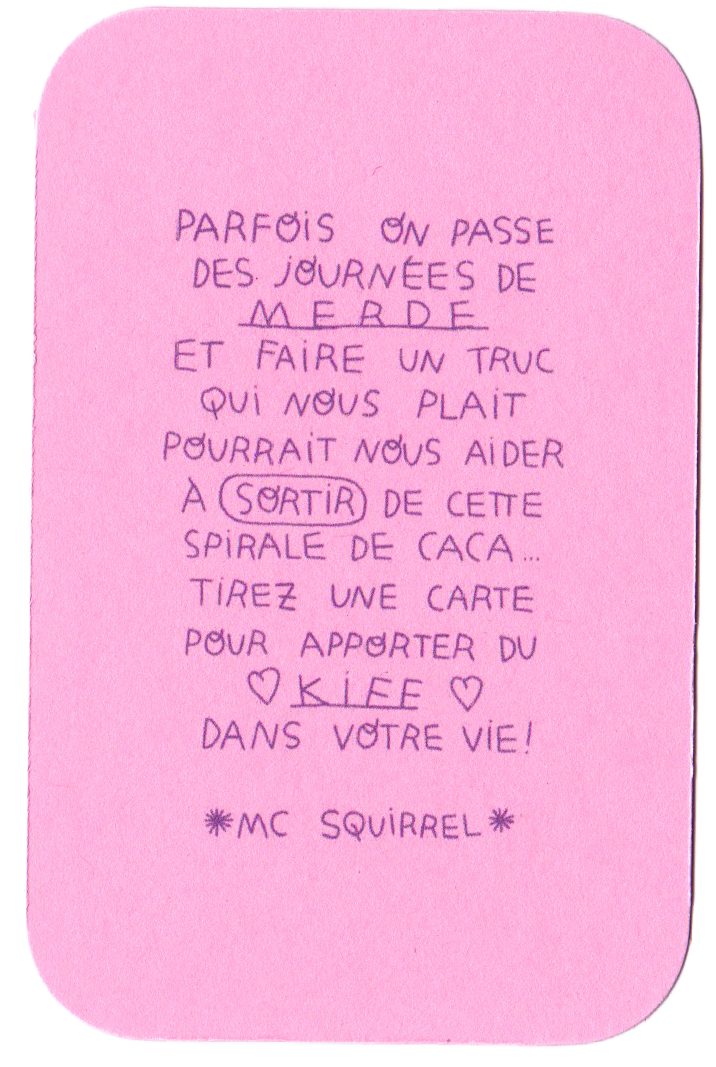 PARFOIS ON PASSE
DES JOURNÉES DE
MERDE
ET FAIRE UN TRUC
QUI NOUS PLAIT
POURRAIT NOUS AIDER
À SORTIR DE CETTE
SPIRALE DE CACA...
TIREZ UNE CARTE
POUR APPORTER DU
♡ KIFF ♡
DANS VOTRE VIE!
*MC SQUIRREL*